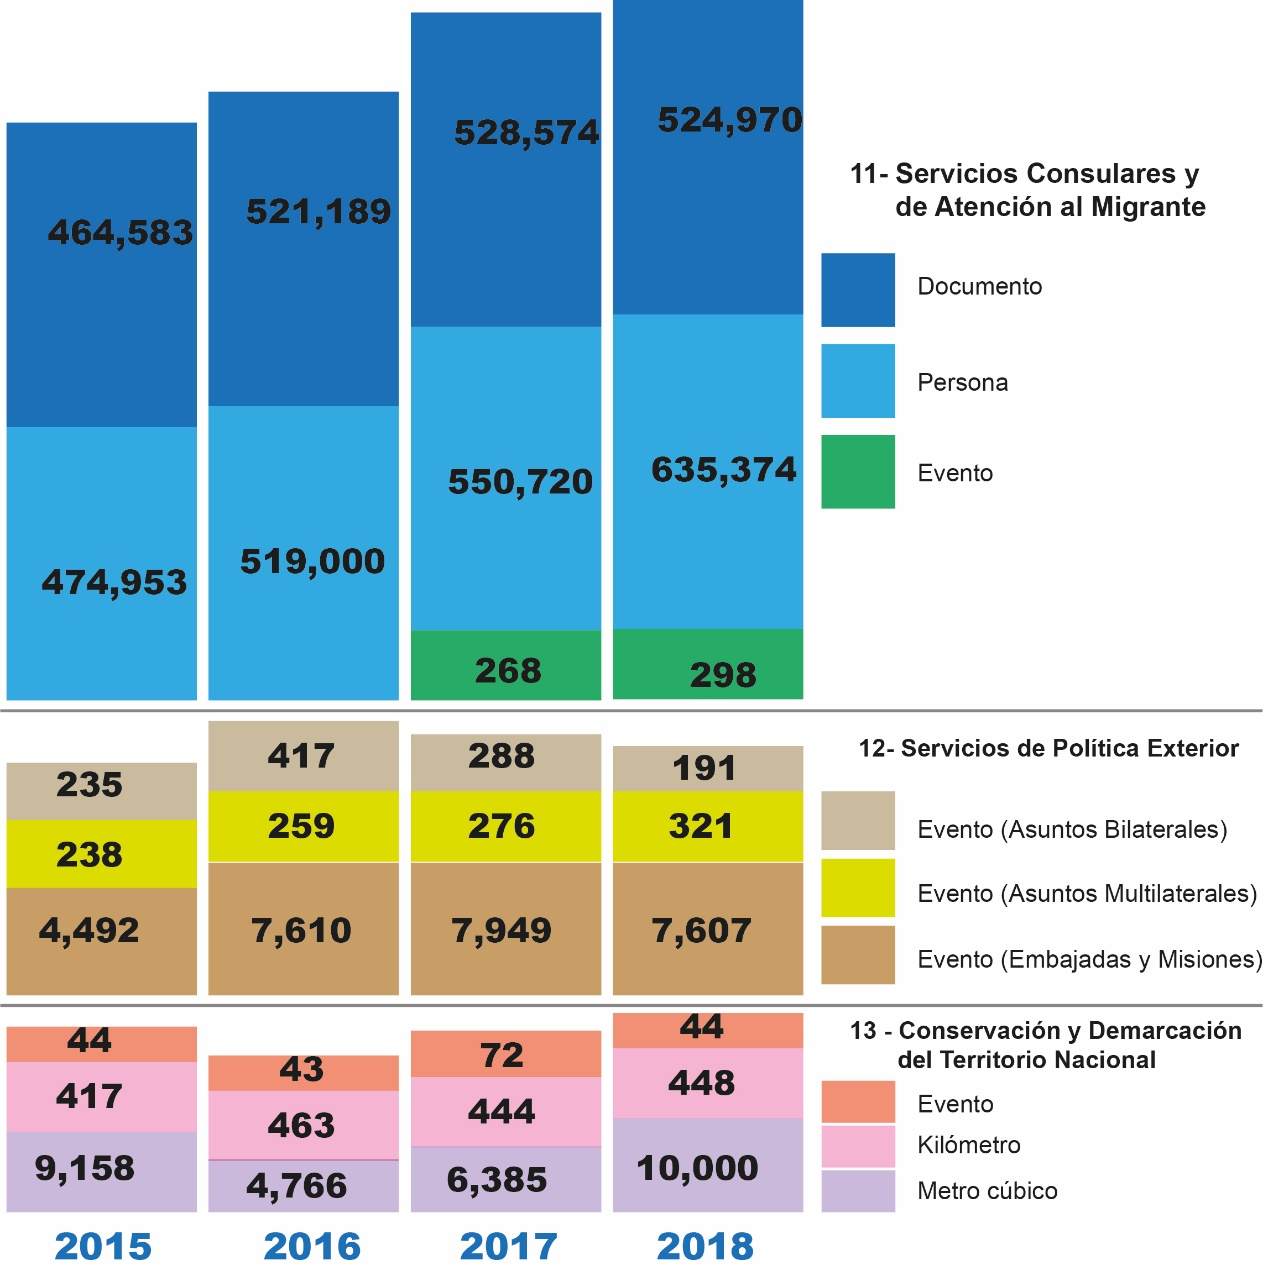 464,583
521,189
528,574
524,970
474,953
519,000
550,720
635,374
268
298
11- Servicios Consulares y
de Atención al Migrante
Documento
Persona
Evento
235
417
288
191
238
259
276
321
4,492
7,610
7,949
7,607
12- Servicios de Política Exterior
Evento (Asuntos Bilaterales)
Evento (Asuntos Multilaterales)
Evento (Embajadas y Misiones)
44
43
72
44
417
463
444
448
9,158
4,766
6,385
10,000
13 - Conservación y Demarcación
del Territorio Nacional
Evento
Kilómetro
Metro cúbico
2015
2016
2017
2018